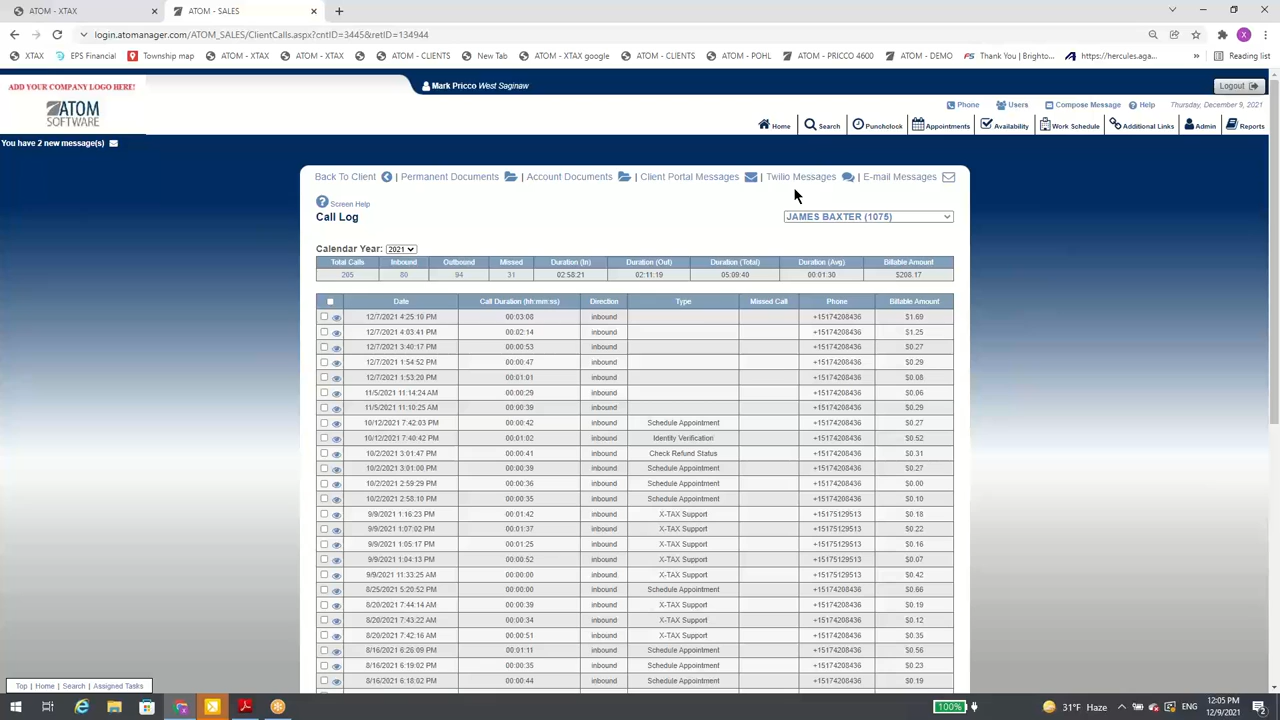 ATOM - XTAX
ATOM - SALES
login.atomanager.com/ATOM_SALES/ClientCalls.aspx?cntID=3445&retID=134944
XTAX EPS Financial Township map ATOM - XTAX ATOM - XTAX ATOM - CLIENTS New Tab ATOM - XTAX google ATOM - CLIENTS ATOM - POHL ATOM - PRICCO 4600 ATOM - DEMO Thank You | Brighto... https://hercules.aga... » Reading list
ADD YOUR COMPANY LOGO HERE!
ATOM
SOFTWARE
Mark Pricco West Saginaw
Logout
Phone Users Compose Message Help Thursday, December 9, 2021
Home Search Punchclock Appointments Availability Work Schedule Additional Links Admin Reports
You have 2 new message(s)
Back To Client | Permanent Documents | Account Documents | Client Portal Messages | Twilio Messages | E-mail Messages
Screen Help
Call Log
JAMES BAXTER (1075)
Calendar Year: 2021
Total Calls Inbound Outbound Missed Duration (In) Duration (Out) Duration (Total) Duration (Avg) Billable Amount
205 80 94 31 02:58:21 02:11:19 05:09:40 00:01:30 $208.17
Date Call Duration (hh:mm:ss) Direction Type Missed Call Phone Billable Amount
12/7/2021 4:25:10 PM 00:03:08 inbound +15174208436 $1.69
12/7/2021 4:03:41 PM 00:02:14 inbound +15174208436 $1.25
12/7/2021 3:40:17 PM 00:00:53 inbound +15174208436 $0.27
12/7/2021 1:54:52 PM 00:00:47 inbound +15174208436 $0.29
12/7/2021 1:53:20 PM 00:01:01 inbound +15174208436 $0.08
11/5/2021 11:14:24 AM 00:00:29 inbound +15174208436 $0.06
11/5/2021 11:10:25 AM 00:00:39 inbound +15174208436 $0.29
10/12/2021 7:42:03 PM 00:00:42 inbound Schedule Appointment +15174208436 $0.27
10/12/2021 7:40:42 PM 00:01:02 inbound Identity Verification +15174208436 $0.52
10/2/2021 3:01:47 PM 00:00:41 inbound Check Refund Status +15174208436 $0.31
10/2/2021 3:01:00 PM 00:00:39 inbound Schedule Appointment +15174208436 $0.27
10/2/2021 2:59:29 PM 00:00:36 inbound Schedule Appointment +15174208436 $0.00
10/2/2021 2:58:10 PM 00:00:35 inbound Schedule Appointment +15174208436 $0.10
9/9/2021 1:16:23 PM 00:01:42 inbound X-TAX Support +15175129513 $0.18
9/9/2021 1:07:02 PM 00:01:37 inbound X-TAX Support +15175129513 $0.22
9/9/2021 1:05:17 PM 00:01:25 inbound X-TAX Support +15175129513 $0.16
9/9/2021 1:04:13 PM 00:00:52 inbound X-TAX Support +15175129513 $0.07
9/9/2021 11:33:25 AM 00:00:00 inbound X-TAX Support +15175129513 $0.42
8/25/2021 5:20:52 PM 00:00:00 inbound Schedule Appointment +15174208436 $0.66
8/20/2021 7:44:14 AM 00:00:39 inbound X-TAX Support +15174208436 $0.19
8/20/2021 7:43:22 AM 00:00:34 inbound X-TAX Support +15174208436 $0.12
8/20/2021 7:42:16 AM 00:00:51 inbound X-TAX Support +15174208436 $0.35
8/16/2021 6:26:09 PM 00:01:11 inbound Schedule Appointment +15174208436 $0.56
8/16/2021 6:19:02 PM 00:00:35 inbound Schedule Appointment +15174208436 $0.23
8/16/2021 6:18:02 PM 00:00:44 inbound Schedule Appointment +15174208436 $0.19
Top | Home | Search | Assigned Tasks
100% 31°F Haze ENG 12:05 PM
12/9/2021